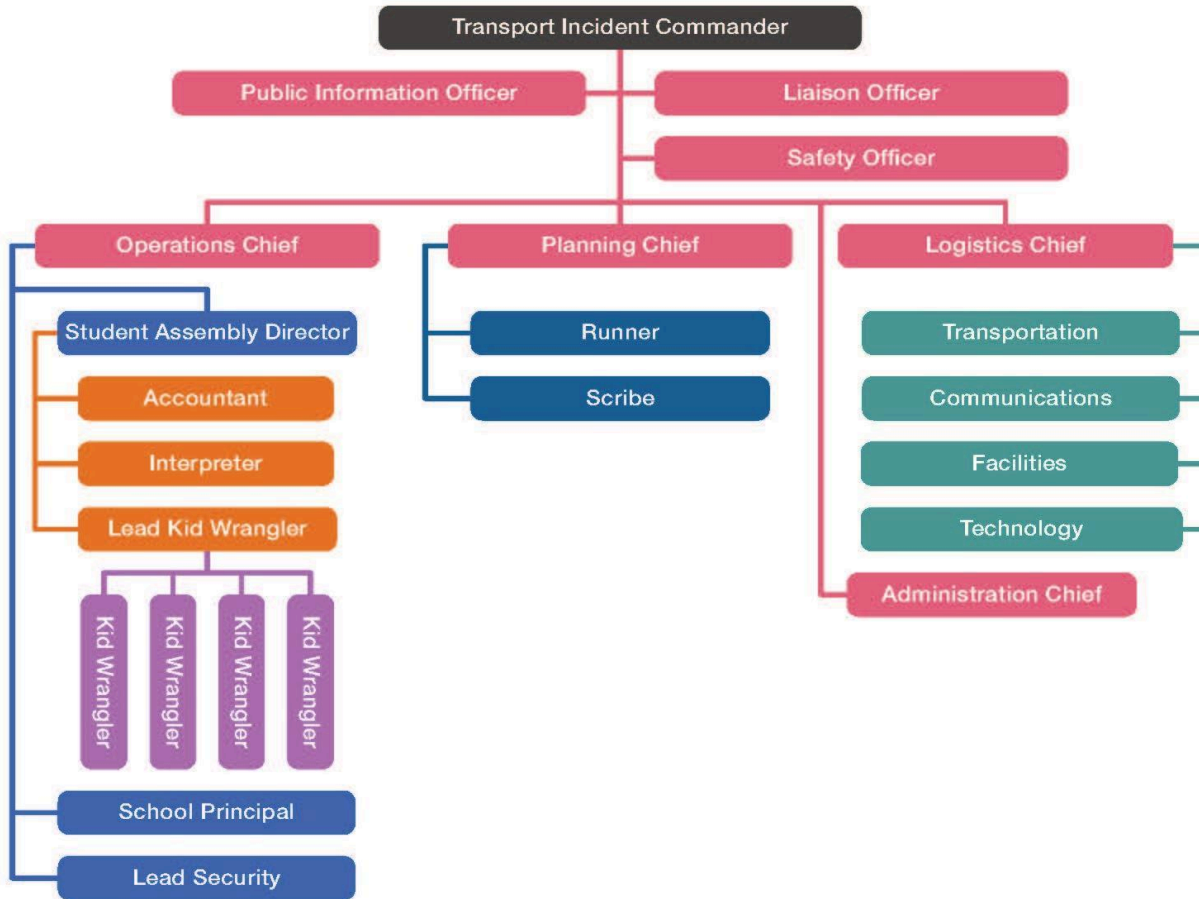 Transport Incident Commander
Public Information Officer
Liaison Officer
Safety Officer
Operations Chief
Planning Chief
Logistics Chief
Student Assembly Director
Runner
Transportation
Accountant
Scribe
Communications
Interpreter
Facilities
Lead Kid Wrangler
Technology
Administration Chief
Kid Wrangler
Kid Wrangler
Kid Wrangler
Kid Wrangler
School Principal
Lead Security